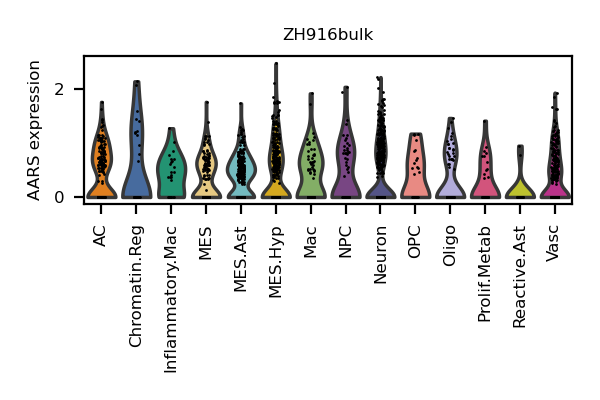 ZH916bulk
AARS expression
2
0
AC
Chromatin.Reg
Inflammatory.Mac
MES
MES.Ast
MES.Hyp
Mac
NPC
Neuron
OPC
Oligo
Prolif.Metab
Reactive.Ast
Vasc